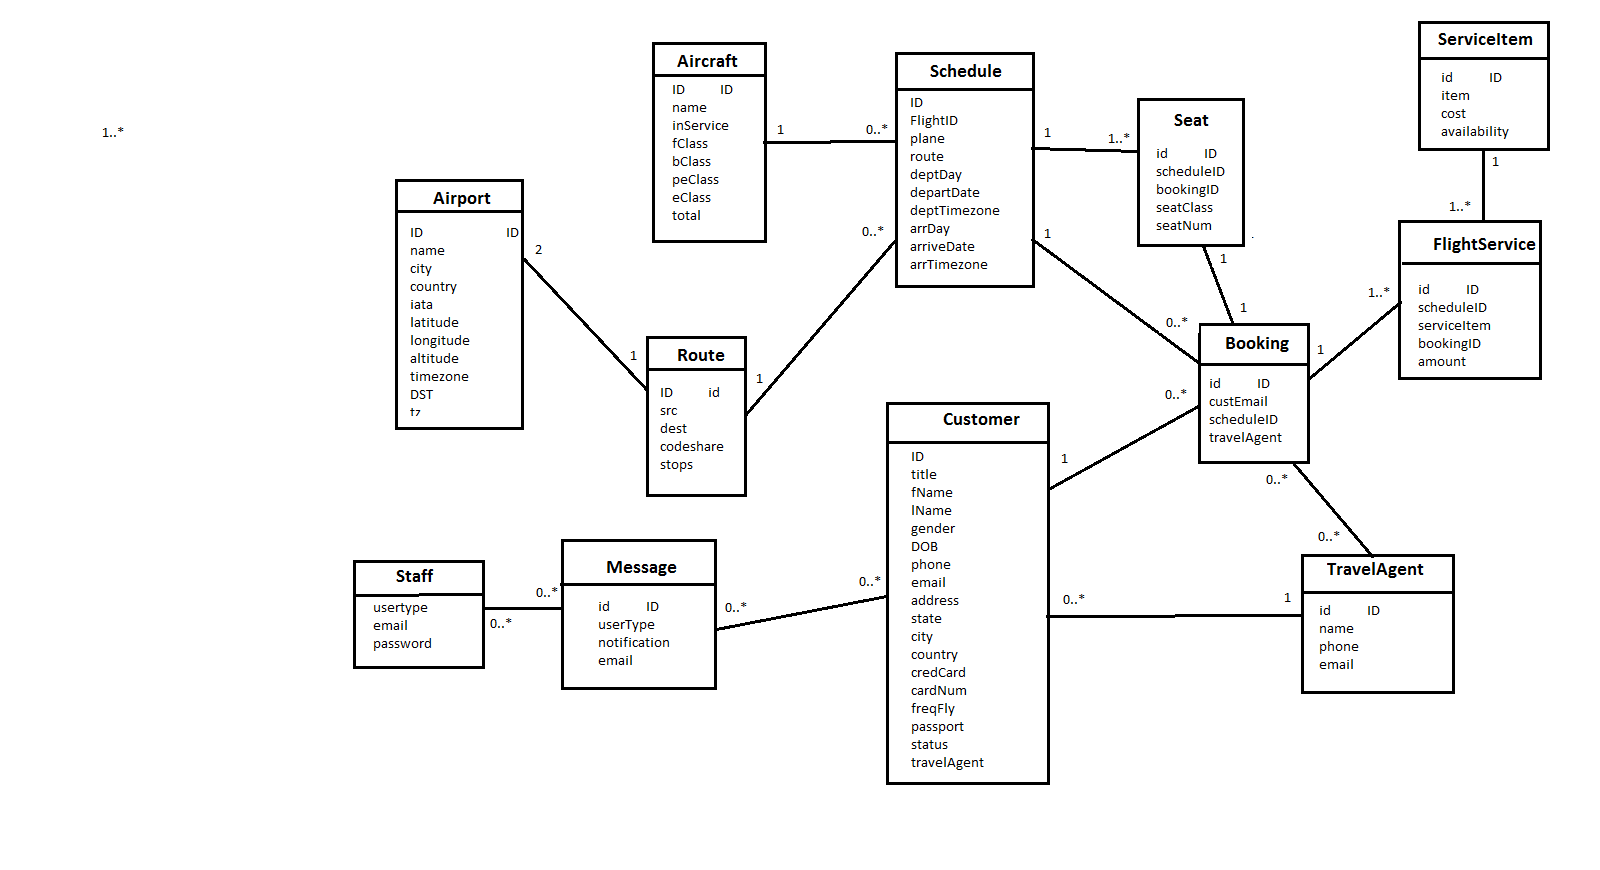 1..*
Airport
ID ID
name
city
country
iata
latitude
longitude
altitude
timezone
DST
tz
2
1
Aircraft
ID ID
name
inService
fClass
bClass
peClass
eClass
total
1
0..*
Route
ID id
src
dest
codeshare
stops
1
0..*
Schedule
ID
FlightID
plane
route
deptDay
departDate
deptTimezone
arrDay
arriveDate
arrTimezone
1
1..*
1
0..*
Seat
id ID
scheduleID
bookingID
seatClass
seatNum
1
1
.
ServiceItem
id ID
item
cost
availability
1
1..*
FlightService
id ID
scheduleID
serviceItem
bookingID
amount
1..*
1
Booking
id ID
custEmail
scheduleID
travelAgent
0..*
1
0..*
0..*
Customer
ID
title
fName
lName
gender
DOB
phone
email
address
state
city
country
credCard
cardNum
freqFly
passport
status
travelAgent
0..*
1
TravelAgent
id ID
name
phone
email
Staff
usertype
email
password
0..*
0..*
Message
id ID
userType
notification
email
0..*
0..*